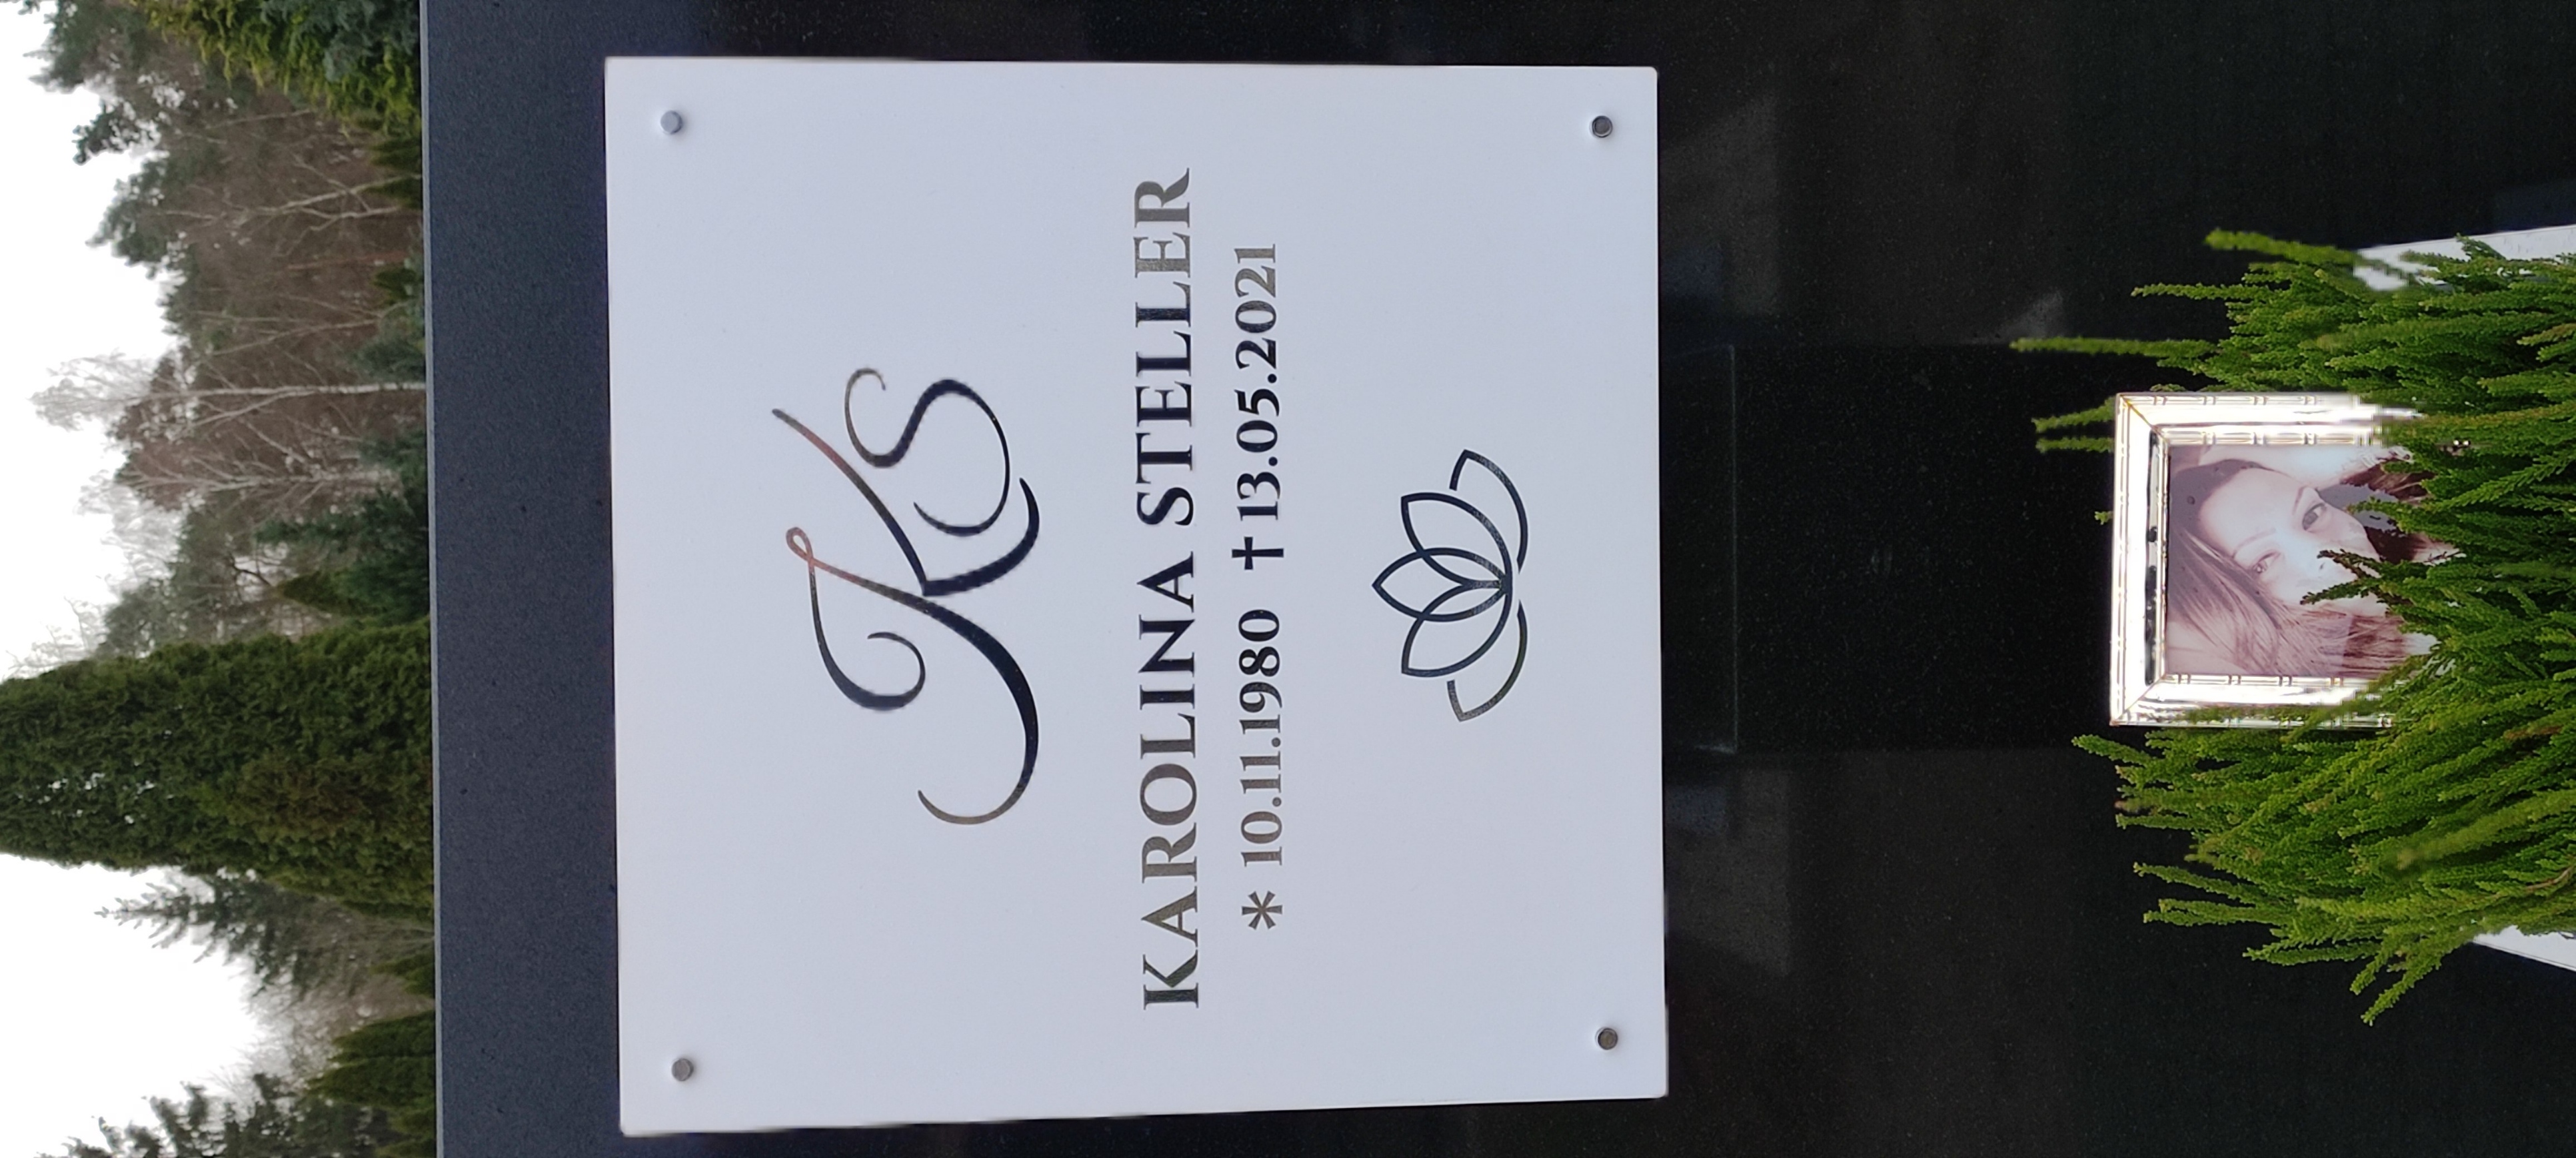 KS
KAROLINA STELLER
* 10.11.1980 † 13.05.2021